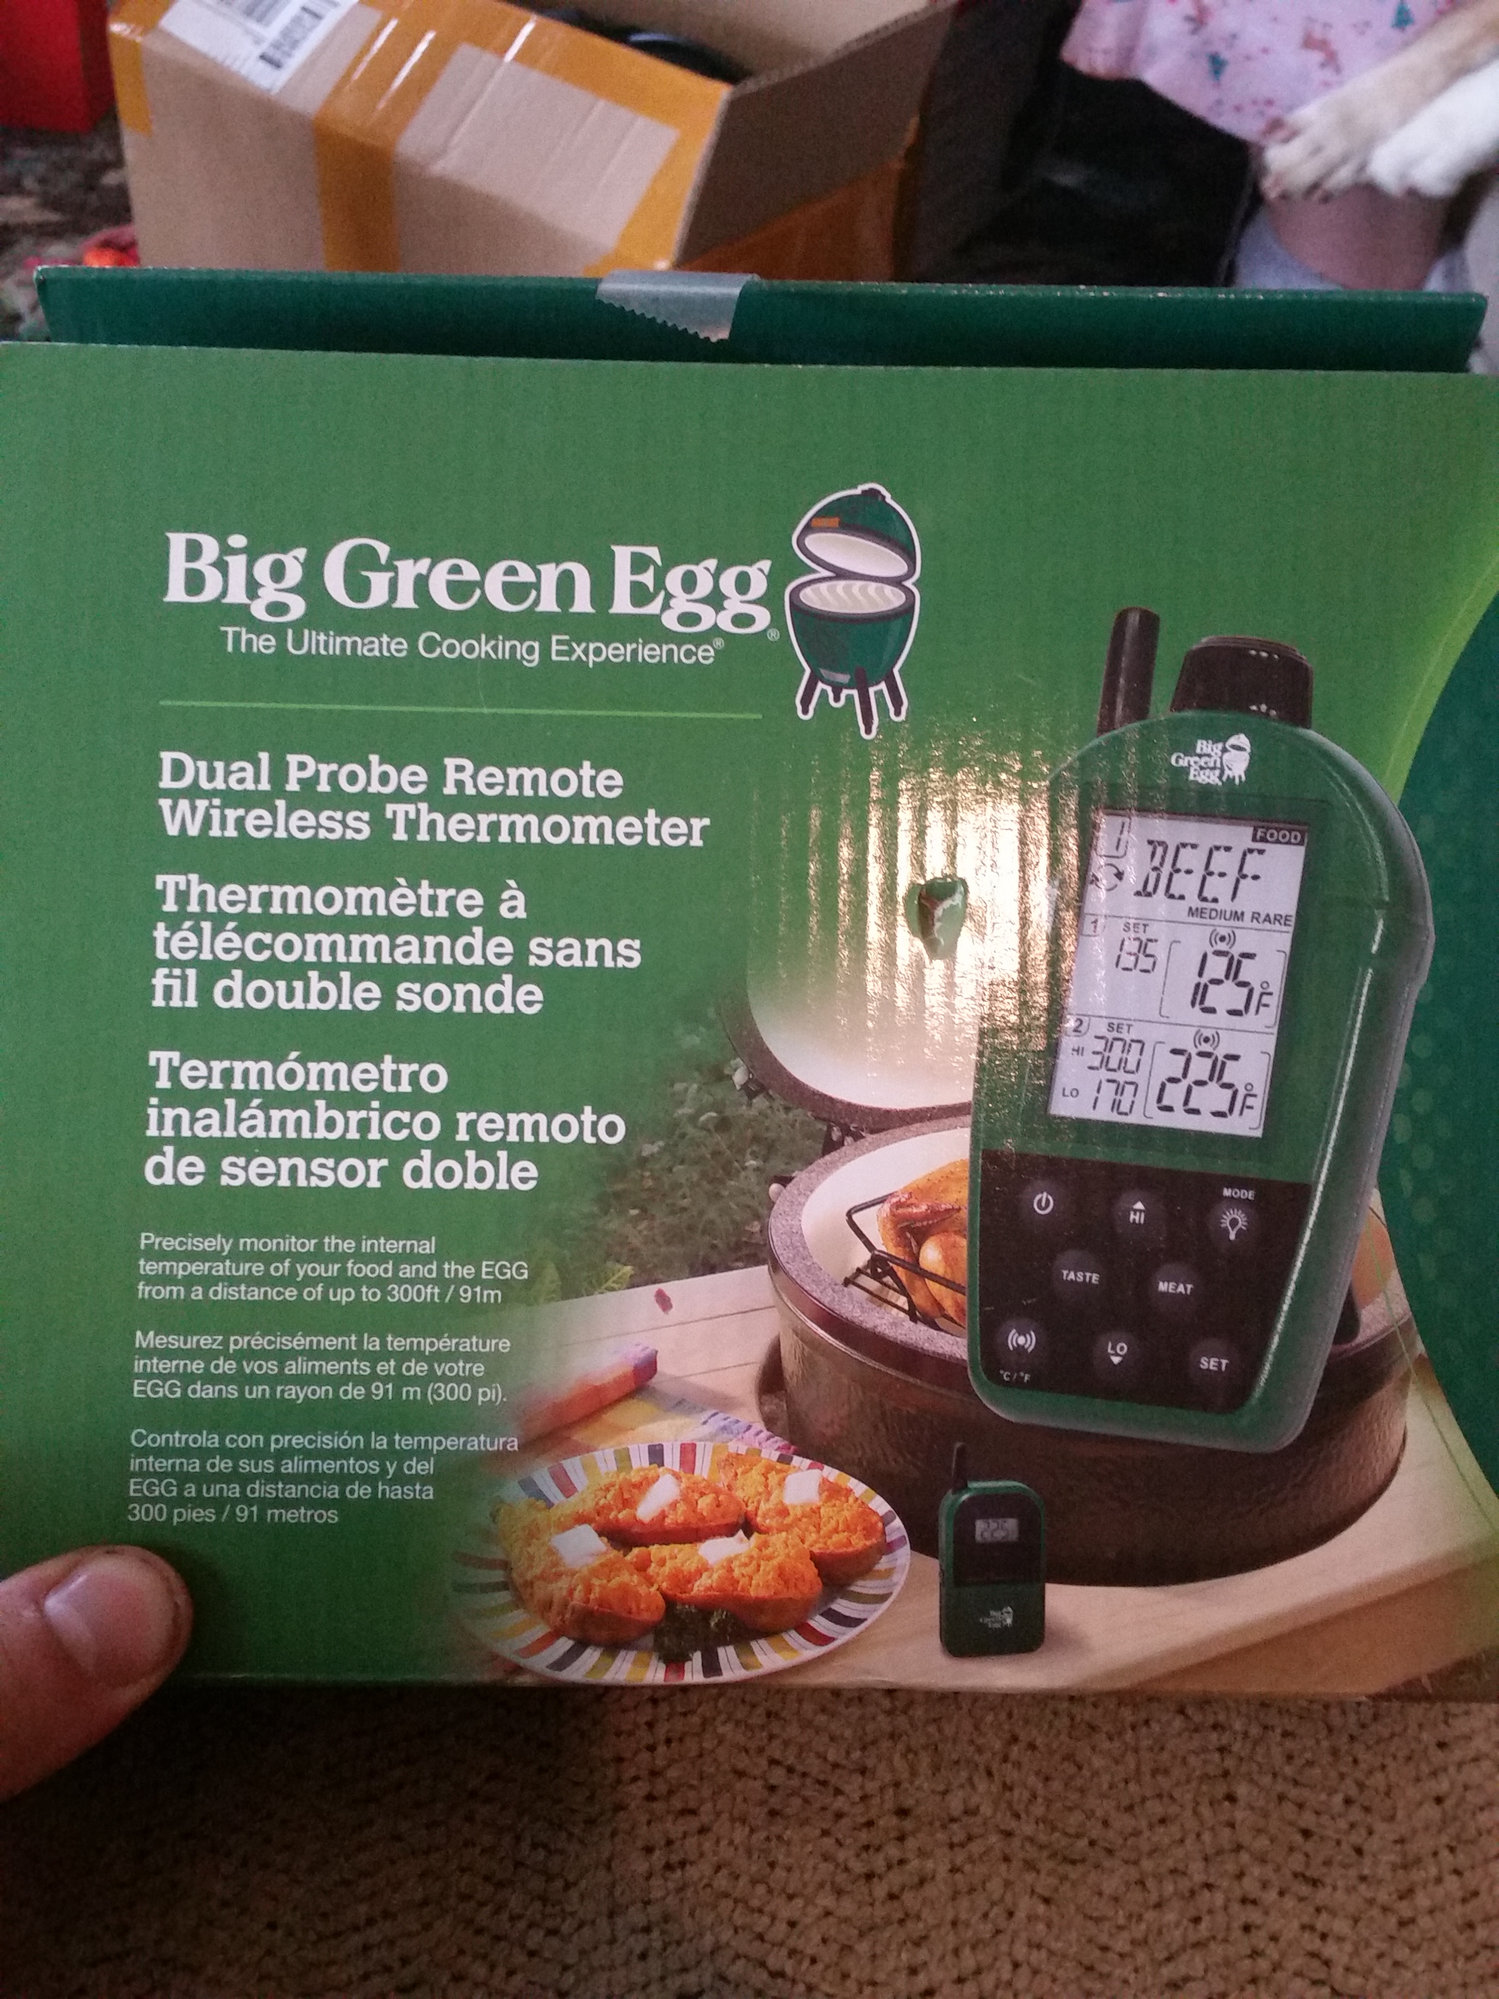 Big Green Egg®
The Ultimate Cooking Experience®
Dual Probe Remote
Wireless Thermometer
Thermomètre à
télécommande sans
fil double sonde
Termómetro
inalámbrico remoto
de sensor doble
Precisely monitor the internal
temperature of your food and the EGG
from a distance of up to 300ft / 91m
Mesurez précisément la température
interne de vos aliments et de votre
EGG dans un rayon de 91 m (300 pi).
Controla con precisión la temperatura
interna de sus alimentos y del
EGG a una distancia de hasta
300 pies / 91 metros
Big
Green
Egg
FOOD
1 BEEF
MEDIUM RARE
1 SET
135 125°F
2 SET
HI 300
LO 170 225°F
MODE
HI
TASTE MEAT
LO
SET
°C/°F